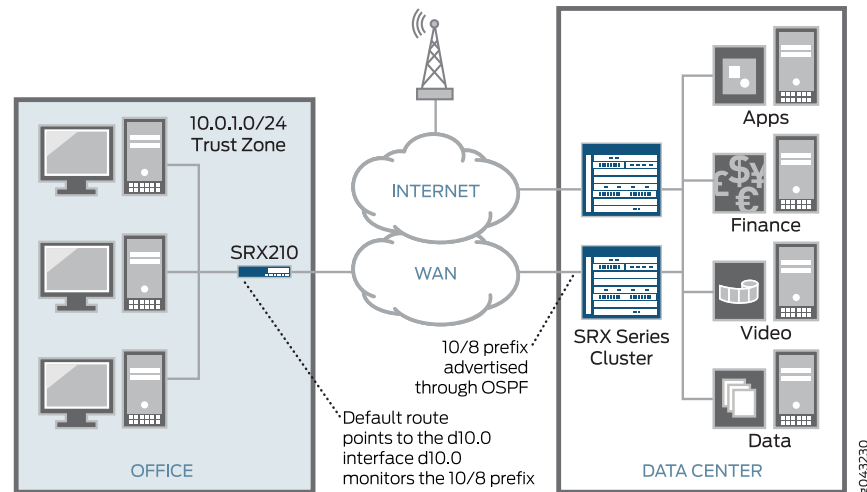 10.0.1.0/24
Trust Zone
SRX210
OFFICE
INTERNET
WAN
10/8 prefix
advertised
through OSPF
Default route
points to the d10.0
interface d10.0
monitors the 10/8 prefix
SRX Series
Cluster
Apps
$¥
£€
Finance
Video
Data
DATA CENTER
g043230